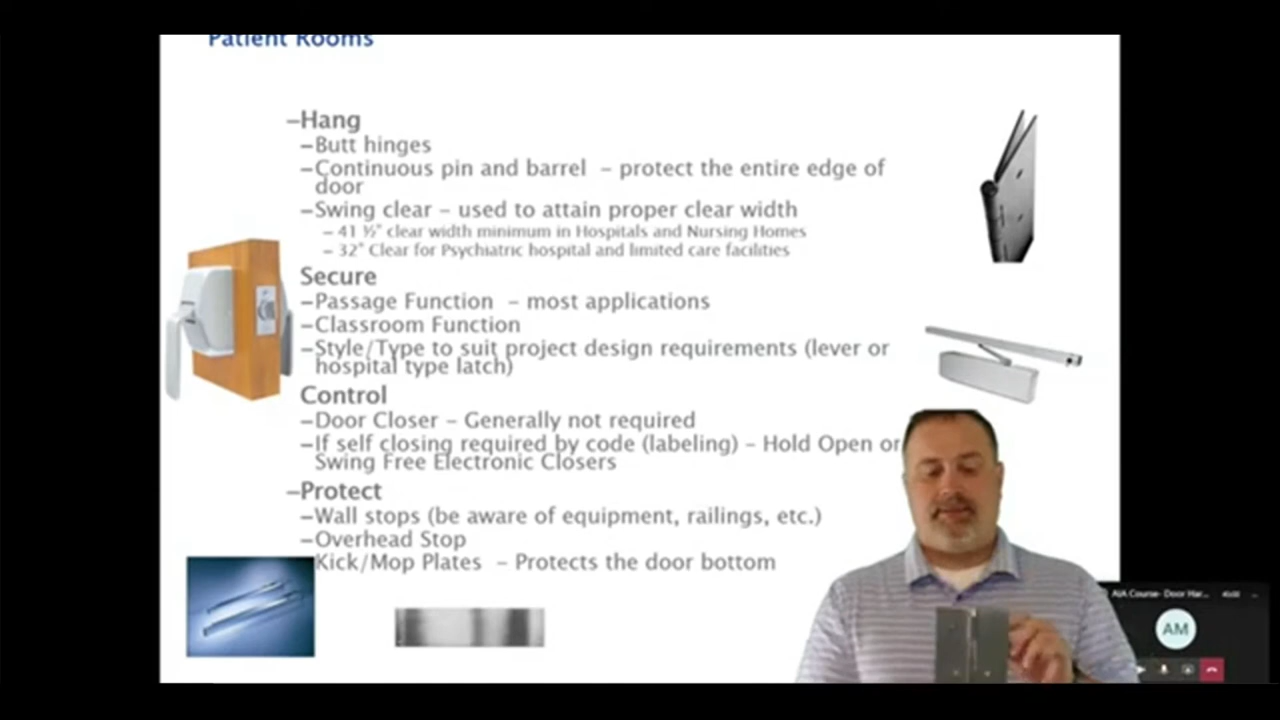 Patient Rooms
–Hang
–Butt hinges
–Continuous pin and barrel – protect the entire edge of
door
–Swing clear – used to attain proper clear width
– 41 ½" clear width minimum in Hospitals and Nursing Homes
– 32" Clear for Psychiatric hospital and limited care facilities
Secure
–Passage Function – most applications
–Classroom Function
–Style/Type to suit project design requirements (lever or
hospital type latch)
Control
–Door Closer – Generally not required
–If self closing required by code (labeling) – Hold Open or
Swing Free Electronic Closers
–Protect
–Wall stops (be aware of equipment, railings, etc.)
–Overhead Stop
Kick/Mop Plates – Protects the door bottom
AIA Course- Door Har...
AM